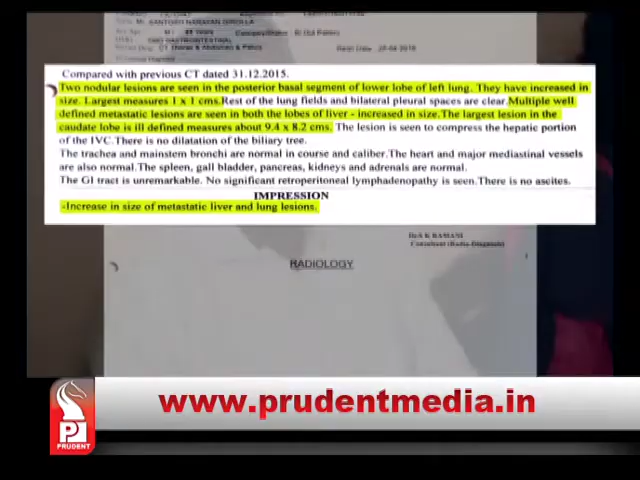 Compared with previous CT dated 31.12.2015.
Two nodular lesions are seen in the posterior basal segment of lower lobe of left lung. They have increased in
size. Largest measures 1 x 1 cms. Rest of the lung fields and bilateral pleural spaces are clear. Multiple well
defined metastatic lesions are seen in both the lobes of liver - increased in size. The largest lesion in the
caudate lobe is ill defined measures about 9.4 x 8.2 cms. The lesion is seen to compress the hepatic portion
of the IVC. There is no dilatation of the biliary tree.
The trachea and mainstem bronchi are normal in course and caliber. The heart and major mediastinal vessels
are also normal. The spleen, gall bladder, pancreas, kidneys and adrenals are normal.
The GI tract is unremarkable. No significant retroperitoneal lymphadenopathy is seen. There is no ascites.
IMPRESSION
-Increase in size of metastatic liver and lung lesions.
RADIOLOGY
www.prudentmedia.in
PRUDENT